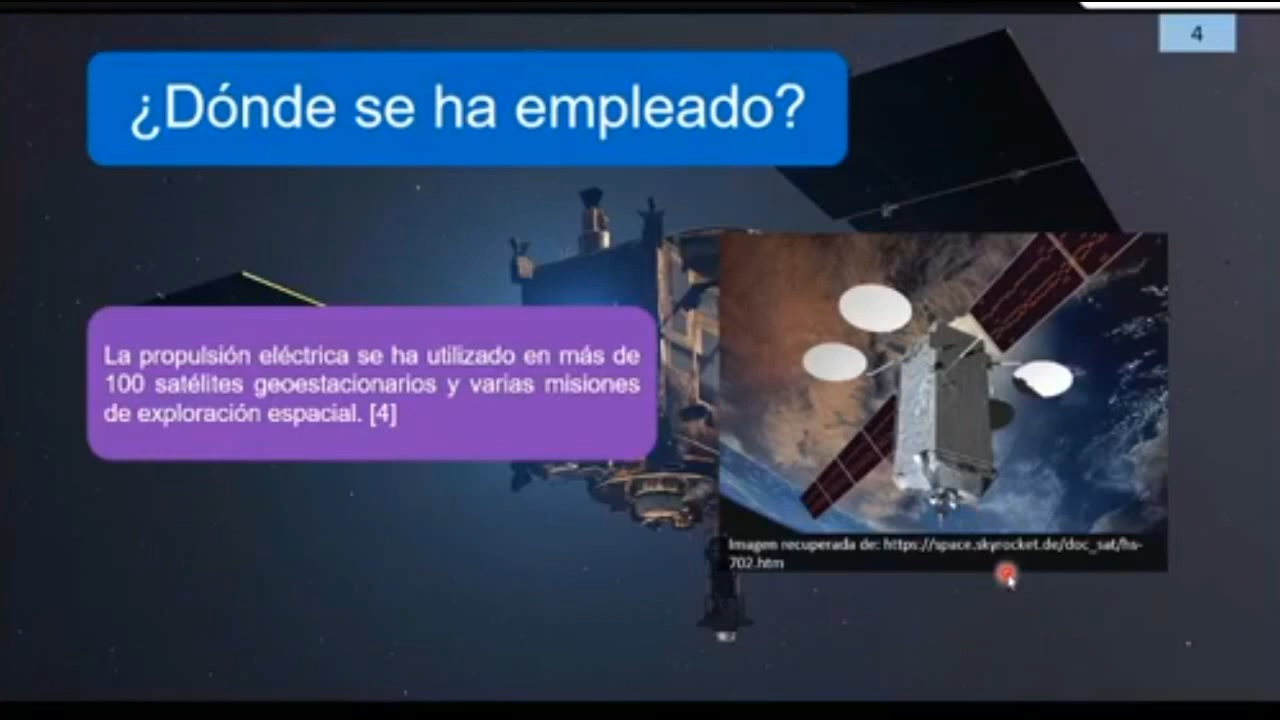 4
¿Dónde se ha empleado?
La propulsión eléctrica se ha utilizado en más de
100 satélites geoestacionarios y varias misiones
de exploración espacial. [4]
Imagen recuperada de: https://space.skyrocket.de/doc_sat/hs-
702.htm